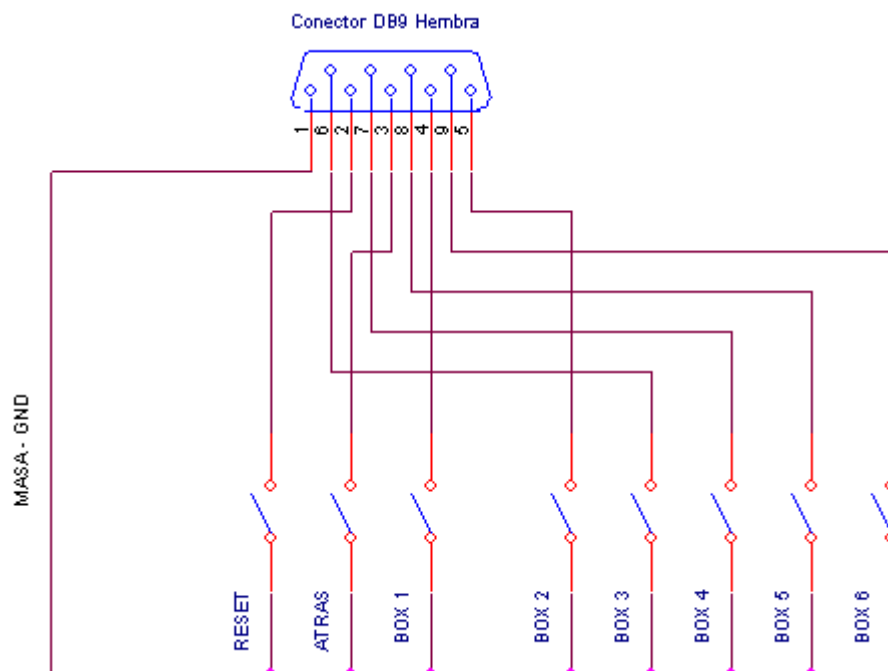 Conector DB9 Hembra
1
6
2
7
3
8
4
9
5
MASA - GND
RESET
ATRAS
BOX 1
BOX 2
BOX 3
BOX 4
BOX 5
BOX 6